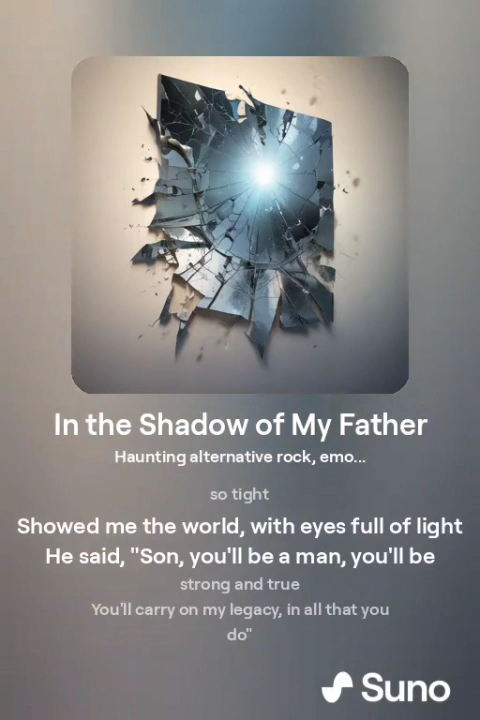 In the Shadow of My Father
Haunting alternative rock, emo...
so tight
Showed me the world, with eyes full of light
He said, "Son, you'll be a man, you'll be
strong and true
You'll carry on my legacy, in all that you
do"
Suno